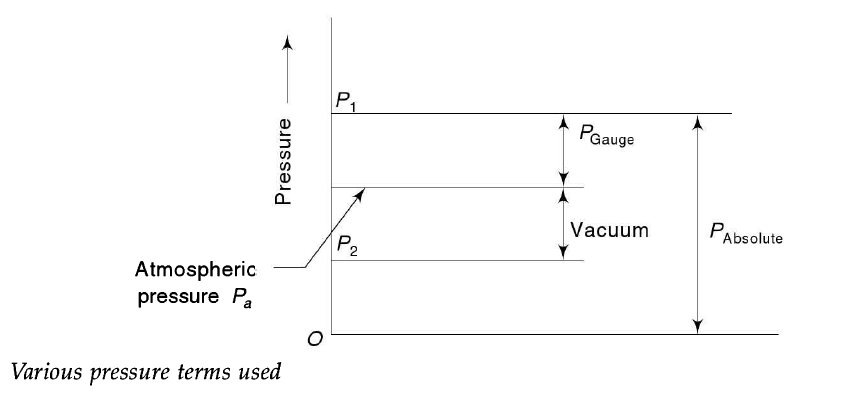 P1
PGauge
Pressure
Vacuum
P2
PAbsolute
Atmospheric
pressure Pa
O
Various pressure terms used